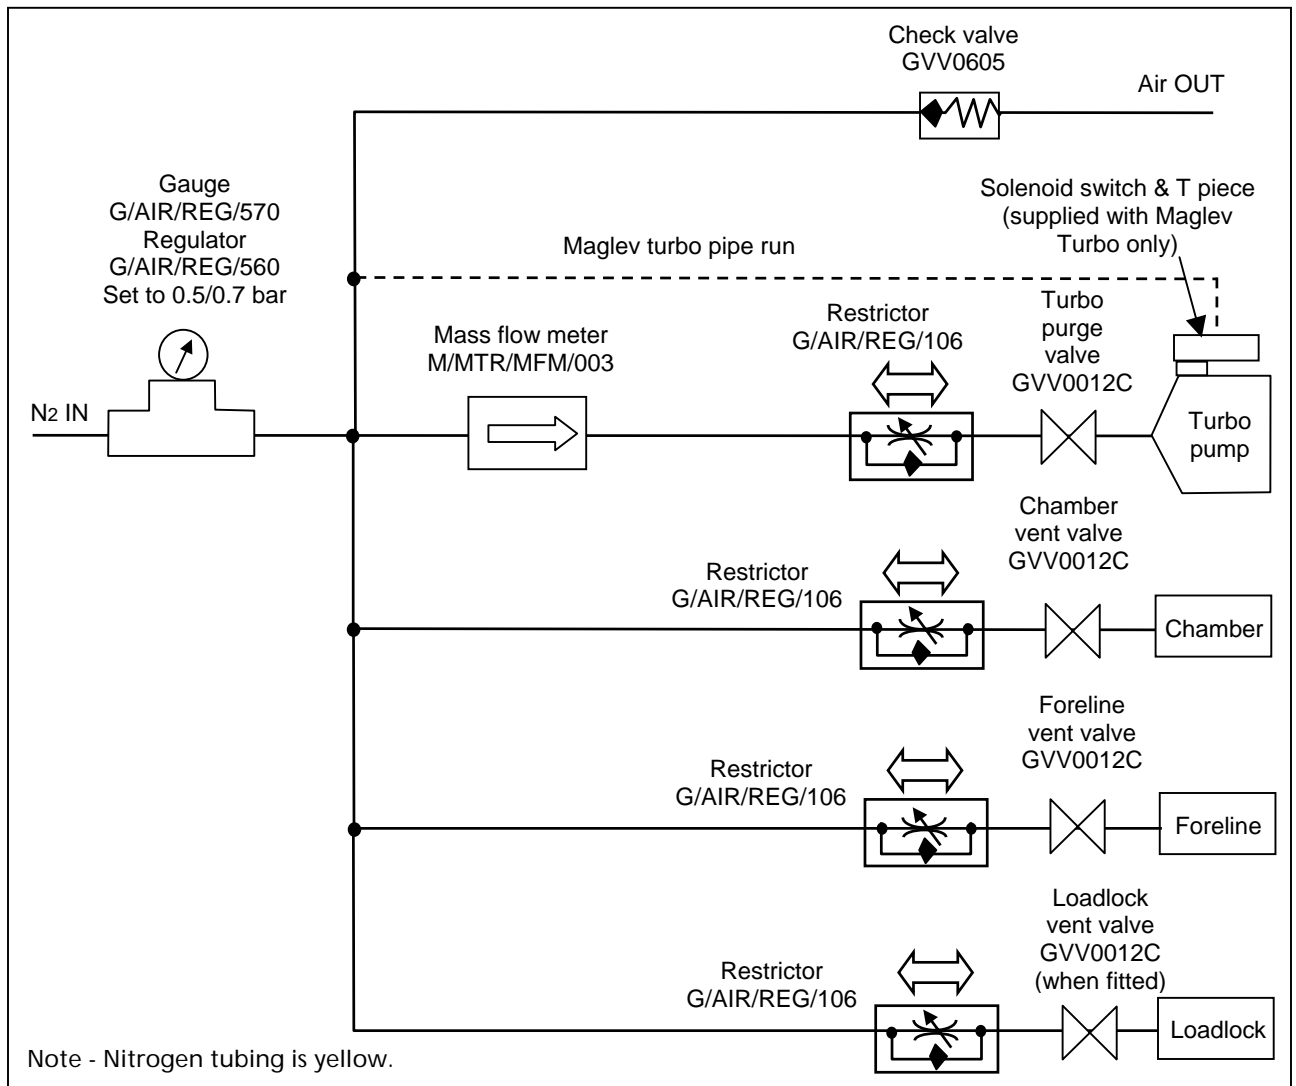 Check valve
GVV0605
Air OUT
Gauge
G/AIR/REG/570
Regulator
G/AIR/REG/560
Set to 0.5/0.7 bar
Solenoid switch & T piece
(supplied with Maglev
Turbo only)
Maglev turbo pipe run
N2 IN
Mass flow meter
M/MTR/MFM/003
Restrictor
G/AIR/REG/106
Turbo
purge
valve
GVV0012C
Turbo
pump
Restrictor
G/AIR/REG/106
Chamber
vent valve
GVV0012C
Chamber
Restrictor
G/AIR/REG/106
Foreline
vent valve
GVV0012C
Foreline
Restrictor
G/AIR/REG/106
Loadlock
vent valve
GVV0012C
(when fitted)
Loadlock
Note - Nitrogen tubing is yellow.